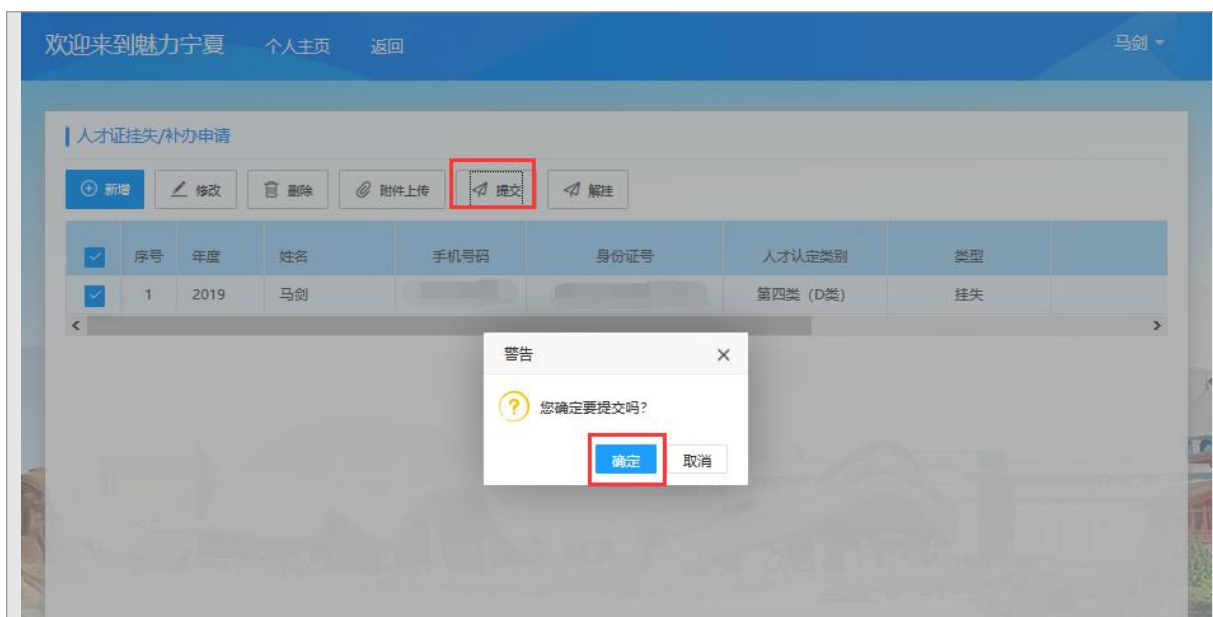 欢迎来到魅力宁夏 个人主页 返回 马剑
人才证挂失/补办申请
新增 修改 删除 附件上传 提交 解挂
序号 年度 姓名 手机号码 身份证号 人才认定类别 类型
1 2019 马剑 第四类 (D类) 挂失
警告
您确定要提交吗?
确定 取消